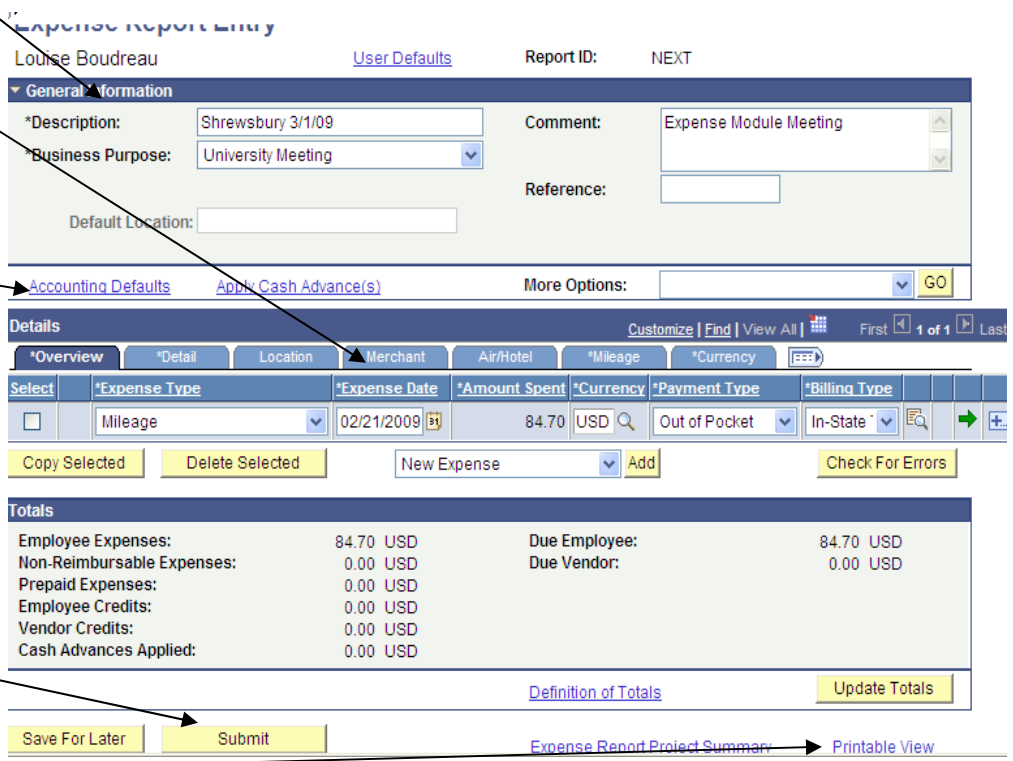 Expense Report Entry
Louise Boudreau User Defaults Report ID: NEXT
General Information
*Description: Shrewsbury 3/1/09 Comment: Expense Module Meeting
*Business Purpose: University Meeting
Reference:
Default Location:
Accounting Defaults Apply Cash Advance(s) More Options: GO
Details Customize | Find | View All | First 1 of 1 Last
*Overview *Detail Location Merchant Air/Hotel *Mileage *Currency
Select *Expense Type *Expense Date *Amount Spent *Currency *Payment Type *Billing Type
Mileage 02/21/2009 84.70 USD Out of Pocket In-State
Copy Selected Delete Selected New Expense Add Check For Errors
Totals
Employee Expenses: 84.70 USD Due Employee: 84.70 USD
Non-Reimbursable Expenses: 0.00 USD Due Vendor: 0.00 USD
Prepaid Expenses: 0.00 USD
Employee Credits: 0.00 USD
Vendor Credits: 0.00 USD
Cash Advances Applied: 0.00 USD
Definition of Totals Update Totals
Save For Later Submit Expense Report Project Summary Printable View